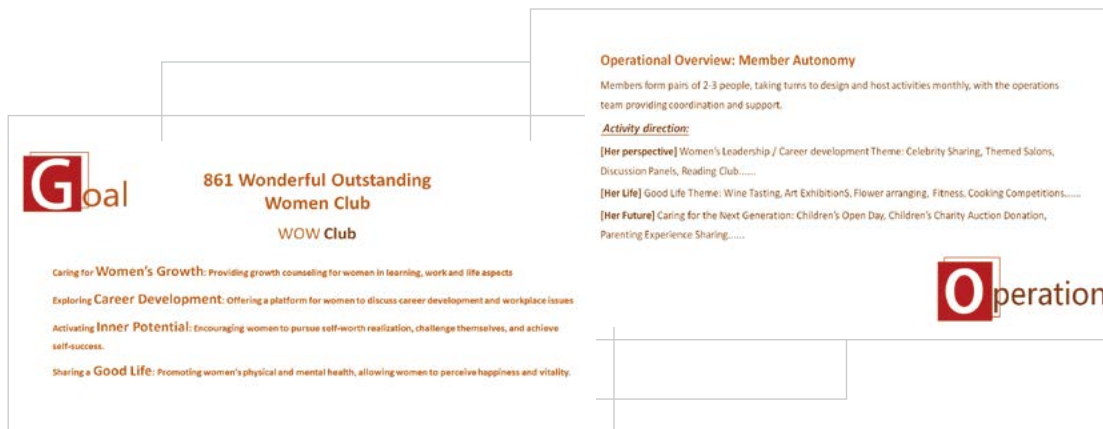 Goal
861 Wonderful Outstanding
Women Club
WOW Club
Caring for Women's Growth: Providing growth counseling for women in learning, work and life aspects
Exploring Career Development: Offering a platform for women to discuss career development and workplace issues
Activating Inner Potential: Encouraging women to pursue self-worth realization, challenge themselves, and achieve
self-success.
Sharing a Good Life: Promoting women's physical and mental health, allowing women to perceive happiness and vitality.
Operational Overview: Member Autonomy
Members form pairs of 2-3 people, taking turns to design and host activities monthly, with the operations
team providing coordination and support.
Activity direction:
[Her perspective] Women's Leadership / Career development Theme: Celebrity Sharing, Themed Salons,
Discussion Panels, Reading Club......
[Her Life] Good Life Theme: Wine Tasting, Art ExhibitionS, Flower arranging, Fitness, Cooking Competitions......
[Her Future] Caring for the Next Generation: Children's Open Day, Children's Charity Auction Donation,
Parenting Experience Sharing......
Operation